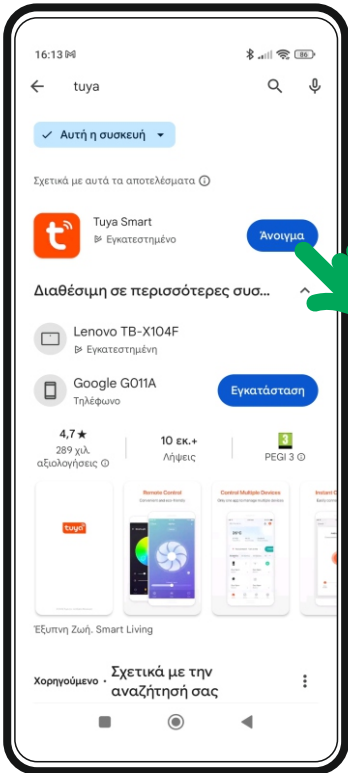 16:13
86
tuya
Αυτή η συσκευή
Σχετικά με αυτά τα αποτελέσματα
Tuya Smart
Εγκατεστημένο
Άνοιγμα
Διαθέσιμη σε περισσότερες συσ...
Lenovo TB-X104F
Εγκατεστημένη
Google G011A
Τηλέφωνο
Εγκατάσταση
4,7★
289 χιλ.
αξιολογήσεις
10 εκ.+
Λήψεις
3
PEGI 3
tuya
Remote Control
Control Multiple Devices
Instant
Έξυπνη Ζωή. Smart Living
Χορηγούμενο · Σχετικά με την
αναζήτησή σας